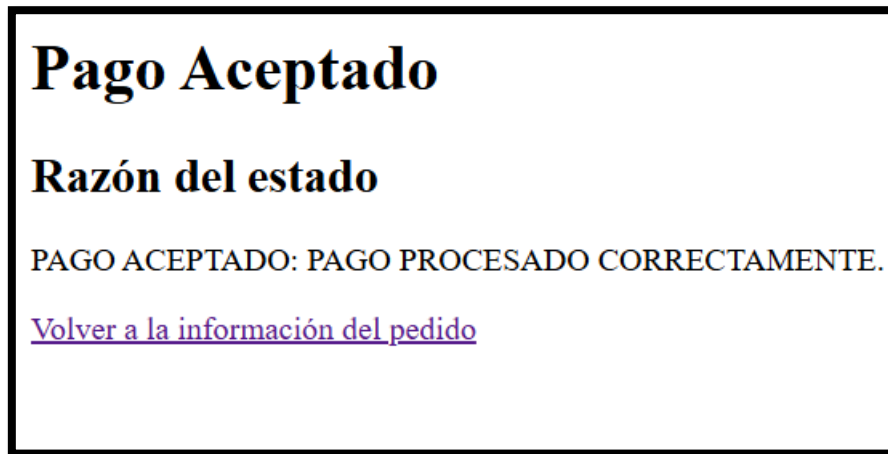 Pago Aceptado
Razón del estado
PAGO ACEPTADO: PAGO PROCESADO CORRECTAMENTE.
Volver a la información del pedido